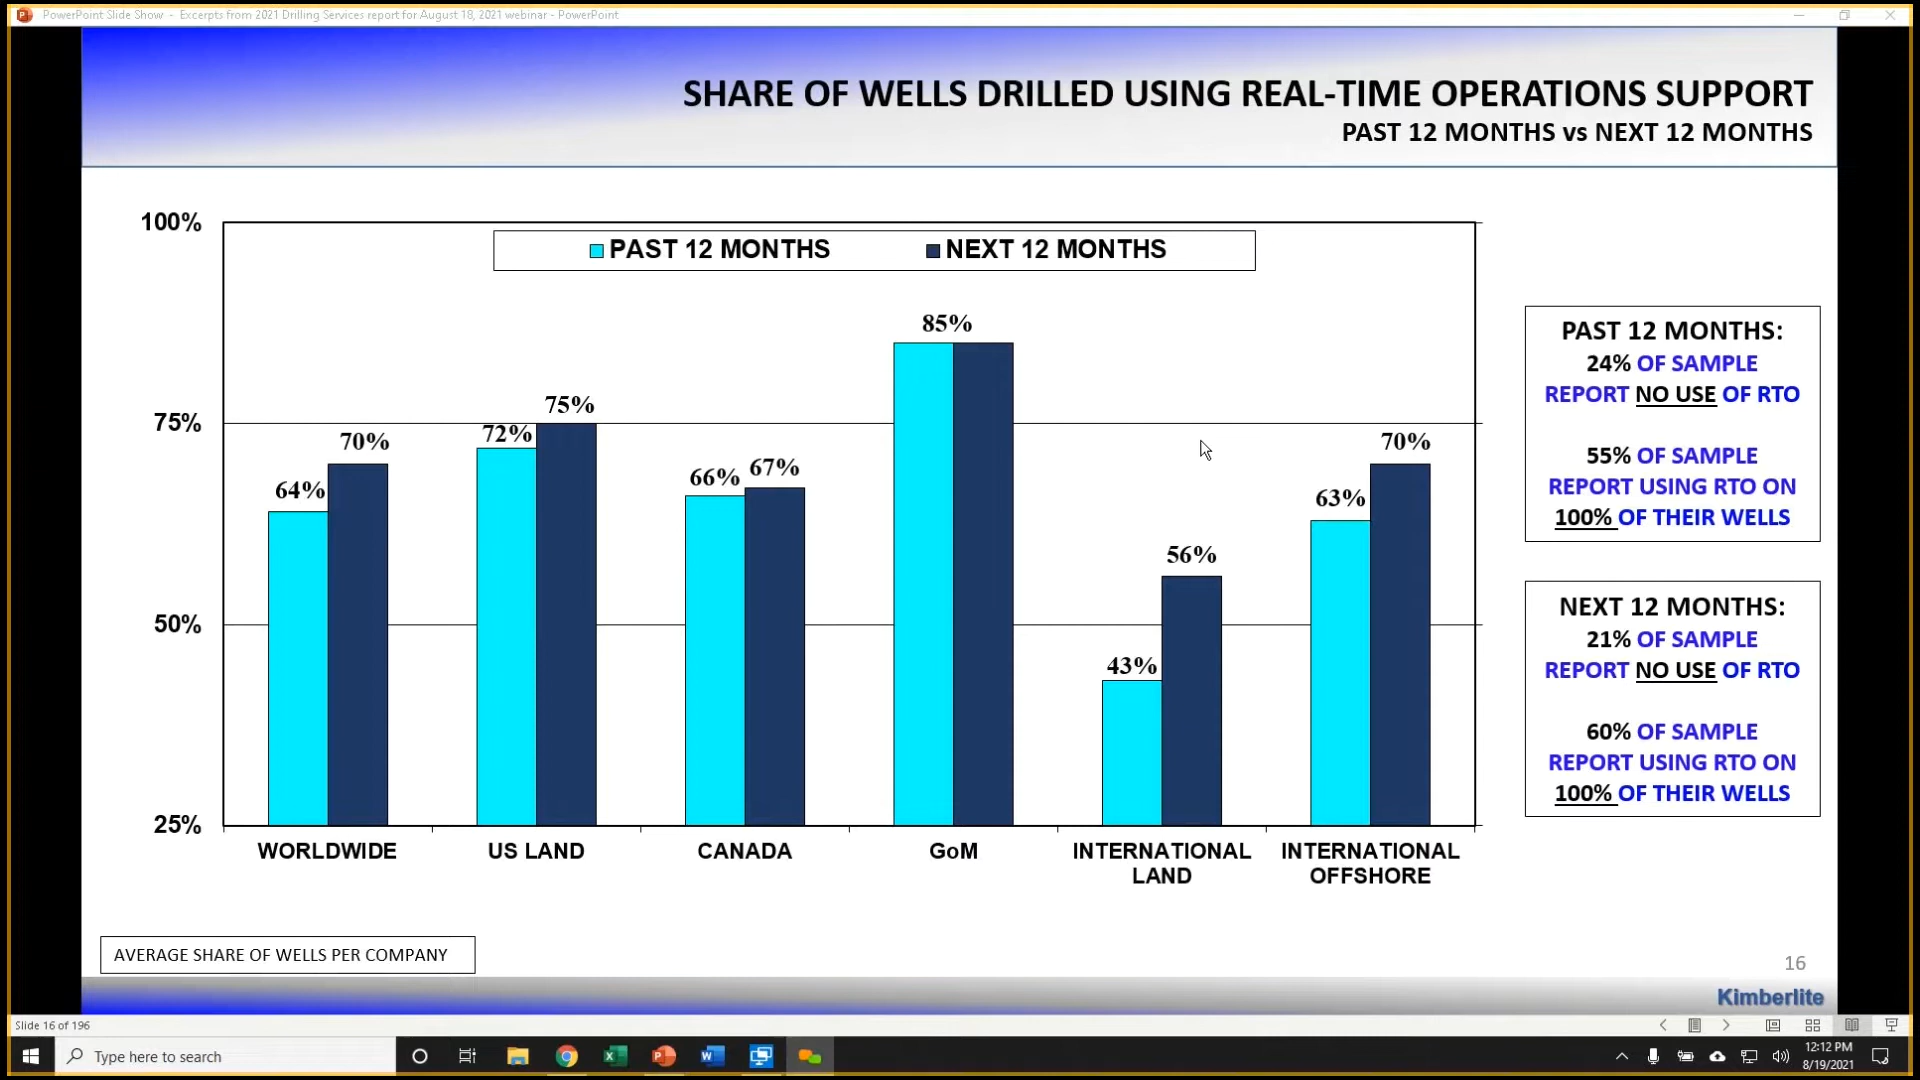 PowerPoint Slide Show - Excerpts from 2021 Drilling Services report for August 18, 2021 webinar - PowerPoint
SHARE OF WELLS DRILLED USING REAL-TIME OPERATIONS SUPPORT
PAST 12 MONTHS vs NEXT 12 MONTHS
100%
75%
50%
25%
PAST 12 MONTHS
NEXT 12 MONTHS
64%
70%
72%
75%
66%
67%
85%
43%
56%
63%
70%
WORLDWIDE
US LAND
CANADA
GoM
INTERNATIONAL
LAND
INTERNATIONAL
OFFSHORE
PAST 12 MONTHS:
24% OF SAMPLE
REPORT NO USE OF RTO
55% OF SAMPLE
REPORT USING RTO ON
100% OF THEIR WELLS
NEXT 12 MONTHS:
21% OF SAMPLE
REPORT NO USE OF RTO
60% OF SAMPLE
REPORT USING RTO ON
100% OF THEIR WELLS
AVERAGE SHARE OF WELLS PER COMPANY
16
Kimberlite
Slide 16 of 196
Type here to search
12:12 PM
8/19/2021